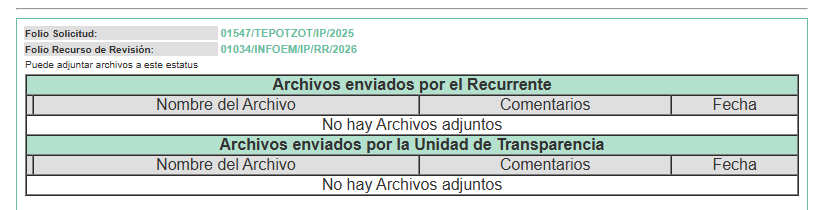 Folio Solicitud: 01547/TEPOTZOT/IP/2025
Folio Recurso de Revisión: 01034/INFOEM/IP/RR/2026
Puede adjuntar archivos a este estatus
Archivos enviados por el Recurrente
Nombre del Archivo Comentarios Fecha
No hay Archivos adjuntos
Archivos enviados por la Unidad de Transparencia
Nombre del Archivo Comentarios Fecha
No hay Archivos adjuntos